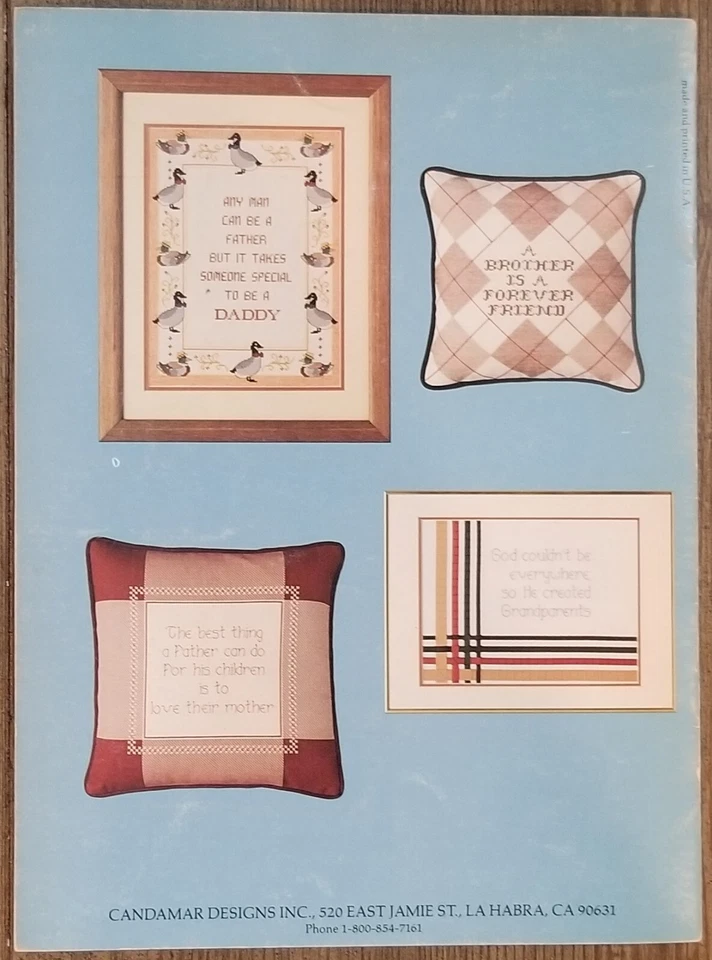 made and printed in U.S.A.
ANY MAN
CAN BE A
FATHER
BUT IT TAKES
SOMEONE SPECIAL
TO BE A
DADDY
A
BROTHER
IS A
FOREVER
FRIEND.
The best thing
a Father can do
For his children
is to
love their mother
God couldn't be
everywhere,
so He created
Grandparents
CANDAMAR DESIGNS INC., 520 EAST JAMIE ST., LA HABRA, CA 90631
Phone 1-800-854-7161